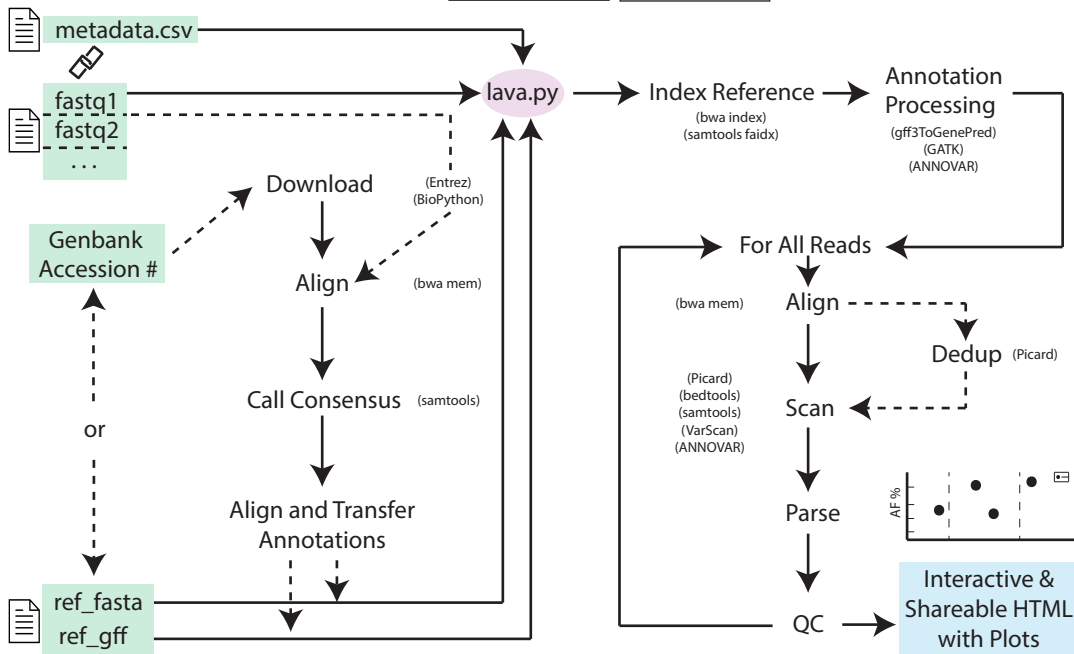 metadata.csv
fastq1
fastq2
...
lava.py
Index Reference
(bwa index)
(samtools faidx)
Annotation
Processing
(gff3ToGenePred)
(GATK)
(ANNOVAR)
Download
(Entrez)
(BioPython)
Genbank
Accession #
Align
(bwa mem)
Call Consensus
(samtools)
or
Align and Transfer
Annotations
ref_fasta
ref_gff
For All Reads
(bwa mem)
Align
Dedup
(Picard)
(Picard)
(bedtools)
(samtools)
(VarScan)
(ANNOVAR)
Scan
Parse
AF %
QC
Interactive &
Shareable HTML
with Plots